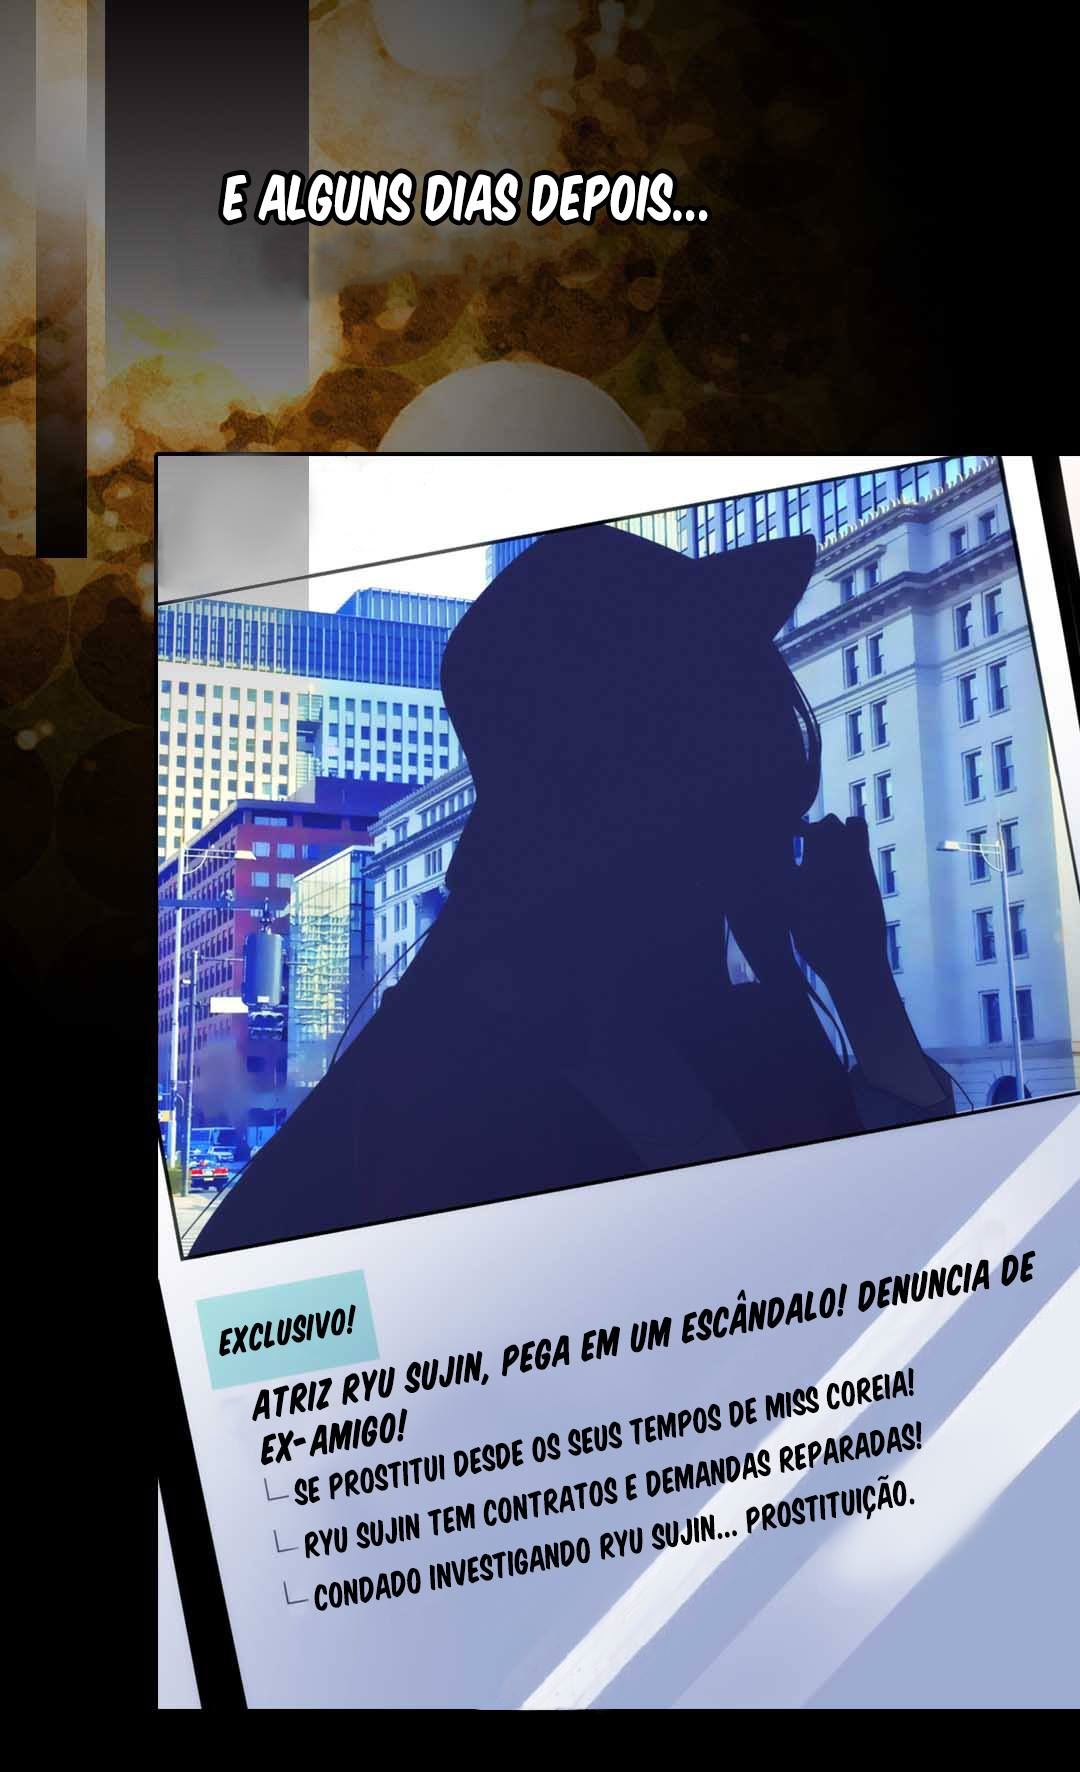 E ALGUNS DIAS DEPOIS...
EXCLUSIVO!
ATRIZ RYU SUJIN, PEGA EM UM ESCÂNDALO! DENUNCIA DE
EX-AMIGO!
SE PROSTITUI DESDE OS SEUS TEMPOS DE MISS COREIA!
RYU SUJIN TEM CONTRATOS E DEMANDAS REPARADAS!
CONDADO INVESTIGANDO RYU SUJIN... PROSTITUIÇÃO.